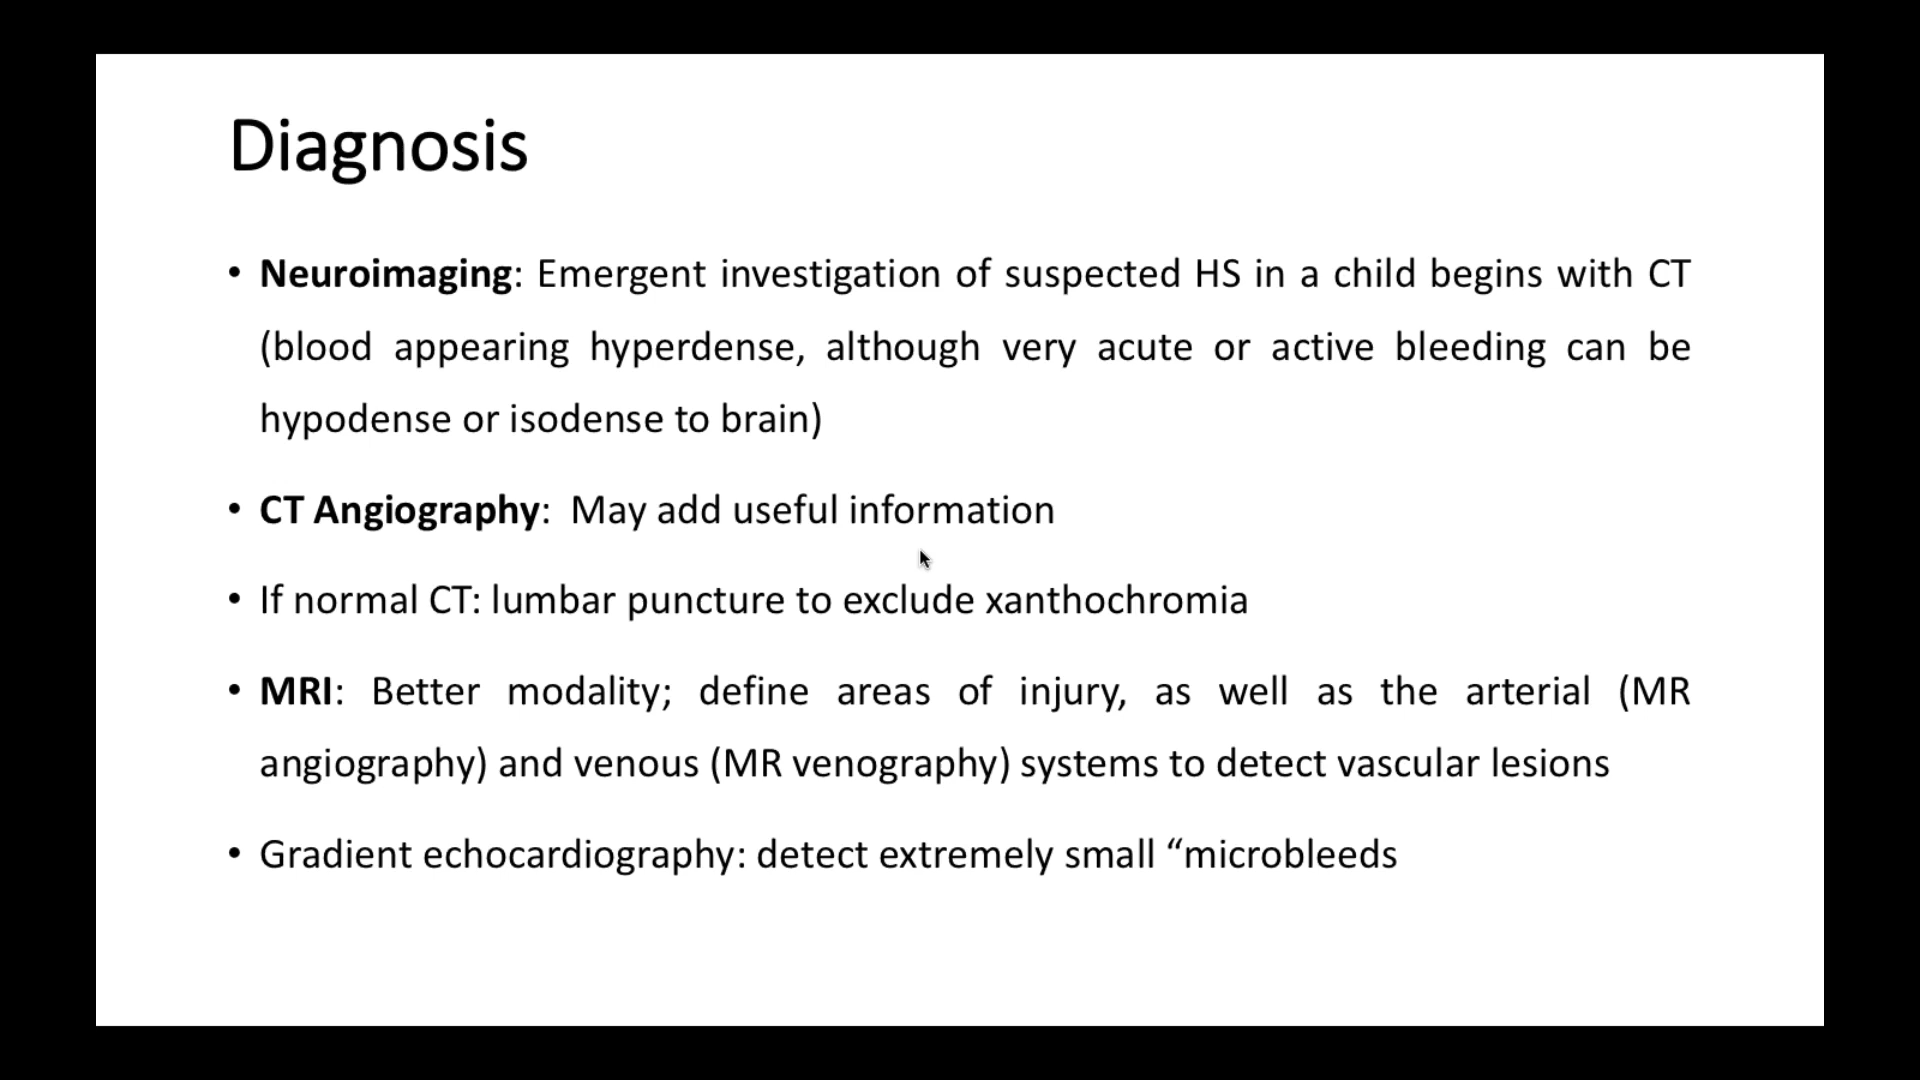 Diagnosis
• Neuroimaging: Emergent investigation of suspected HS in a child begins with CT
(blood appearing hyperdense, although very acute or active bleeding can be
hypodense or isodense to brain)
• CT Angiography:  May add useful information
• If normal CT: lumbar puncture to exclude xanthochromia
• MRI: Better modality; define areas of injury, as well as the arterial (MR
angiography) and venous (MR venography) systems to detect vascular lesions
• Gradient echocardiography: detect extremely small “microbleeds